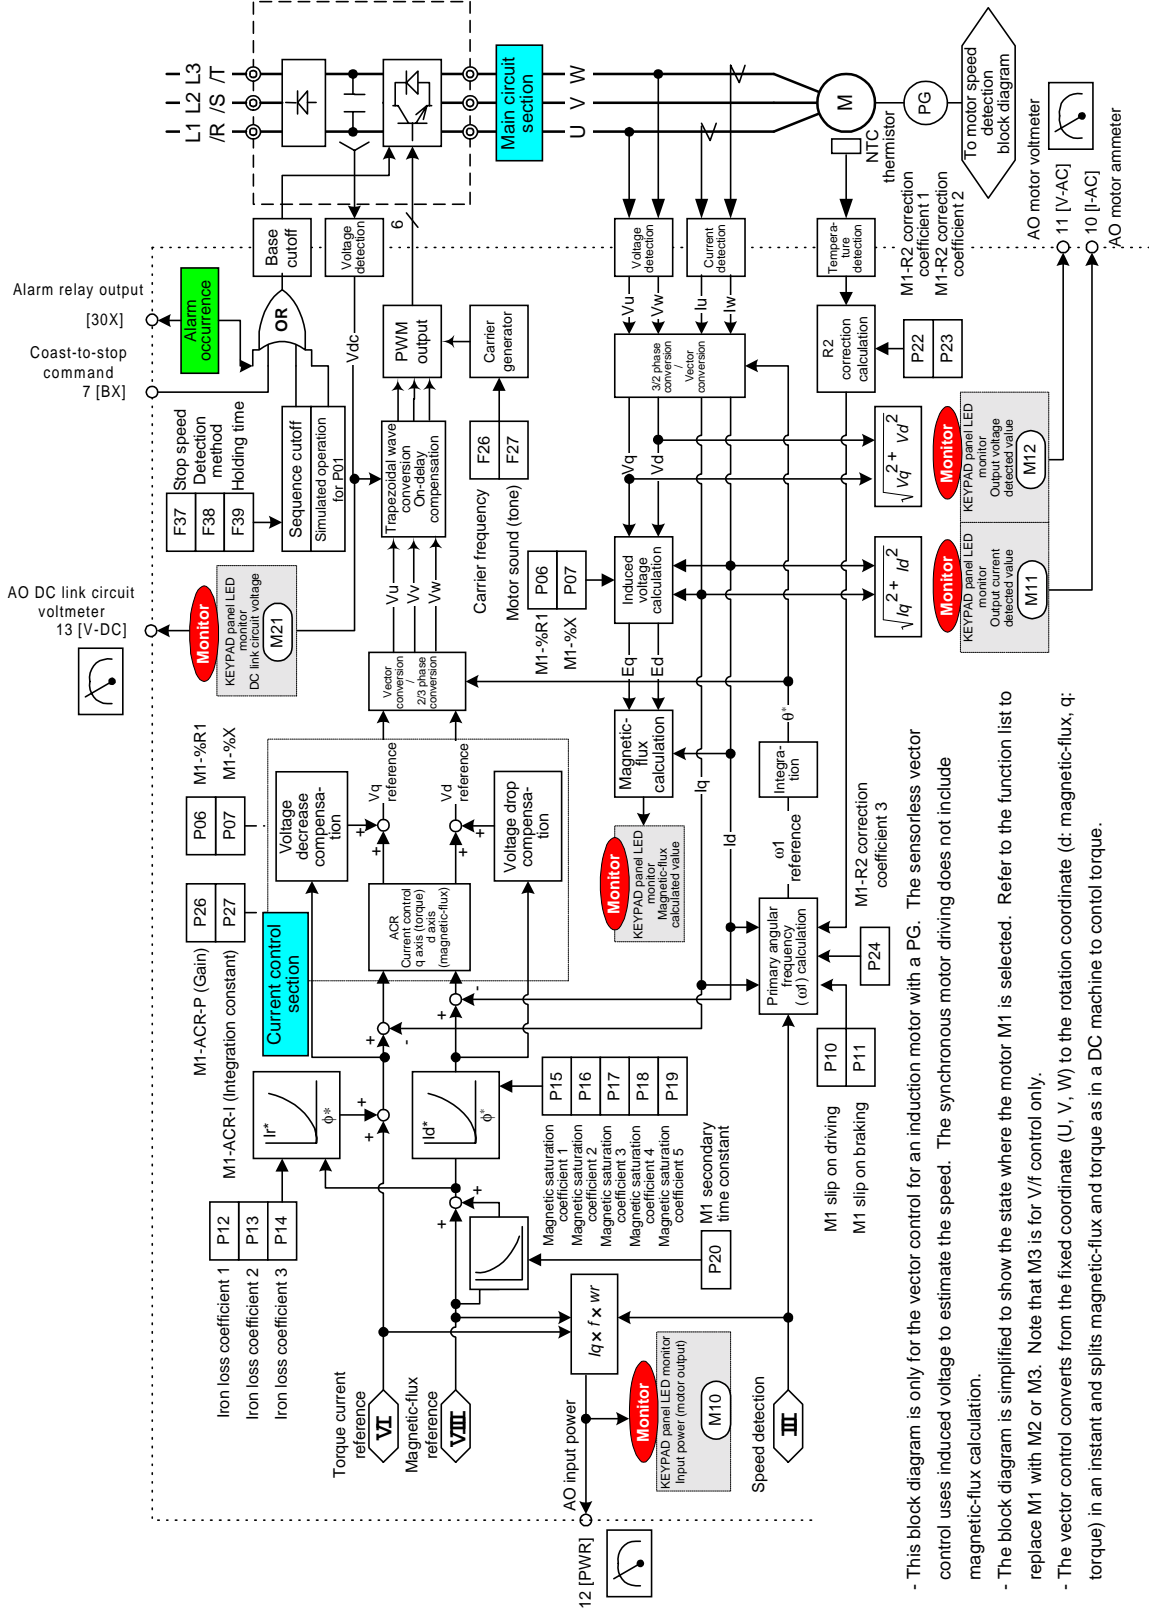 L1 L2 L3
/R /S /T
Main circuit
section
U V W
M
PG
To motor speed
detection
block diagram
NTC
thermistor
AO motor voltmeter
11 [V-AC]
10 [I-AC]
AO motor ammeter
Base
cutoff
Voltage
detection
6
Voltage
detection
Current
detection
Tempera-
ture
detection
M1-R2 correction
coefficient 1
M1-R2 correction
coefficient 2
Alarm relay output
[30X]
Alarm
occurrence
Coast-to-stop
command
7 [BX]
OR
Vdc
PWM
output
Carrier
generator
Vu
Vw
Iu
Iw
3/2 phase
conversion
/
Vector
conversion
R2
correction
calculation
P22
P23
Stop speed
Detection
method
Holding time
F37
F38
F39
Sequence cutoff
Simulated operation
for P01
Trapezoidal wave
conversion
On-delay
compensation
F26
F27
Carrier frequency
Motor sound (tone)
Vq
Vd
√Vq2 + Vd2
Monitor
KEYPAD panel LED
monitor
Output voltage
detected value
M12
AO DC link circuit
voltmeter
13 [V-DC]
Monitor
KEYPAD panel LED
monitor
DC link circuit voltage
M21
Vu
Vv
Vw
M1-%R1
M1-%X
P06
P07
Induced
voltage
calculation
√Iq2 + Id2
Monitor
KEYPAD panel LED
monitor
Output current
detected value
M11
Vector
conversion
/
2/3 phase
conversion
Eq
Ed
Magnetic-
flux
calculation
θ*
Integra-
tion
ω1
reference
Iq
Id
M1-%R1
M1-%X
P06
P07
Voltage
decrease
compensa-
tion
Vq
reference
Vd
reference
Voltage drop
compensa-
tion
Monitor
KEYPAD panel LED
monitor
Magnetic-flux
calculated value
M1-R2 correction
coefficient 3
P26
P27
M1-ACR-P (Gain)
M1-ACR-I (Integration constant)
Current control
section
ACR
Current control
q axis (torque)
d axis
(magnetic-flux)
+
+
+
+
+
-
+
-
Primary angular
frequency
(ω1) calculation
P24
P10
P11
M1 slip on driving
M1 slip on braking
Ir*
ϕ*
Id*
ϕ*
+
+
+
+
P15
P16
P17
P18
P19
Magnetic saturation
coefficient 1
Magnetic saturation
coefficient 2
Magnetic saturation
coefficient 3
Magnetic saturation
coefficient 4
Magnetic saturation
coefficient 5
M1 secondary
time constant
P20
P12
P13
P14
Iron loss coefficient 1
Iron loss coefficient 2
Iron loss coefficient 3
Iq × f × wr
Torque current
reference
VI
Magnetic-flux
reference
VIII
AO input power
Monitor
KEYPAD panel LED monitor
Input power (motor output)
M10
Speed detection
III
12 [PWR]
- This block diagram is only for the vector control for an induction motor with a PG. The sensorless vector
control uses induced voltage to estimate the speed. The synchronous motor driving does not include
magnetic-flux calculation.
- The block diagram is simplified to show the state where the motor M1 is selected. Refer to the function list to
replace M1 with M2 or M3. Note that M3 is for V/f control only.
- The vector control converts from the fixed coordinate (U, V, W) to the rotation coordinate (d: magnetic-flux, q:
torque) in an instant and splits magnetic-flux and torque as in a DC machine to control torque.